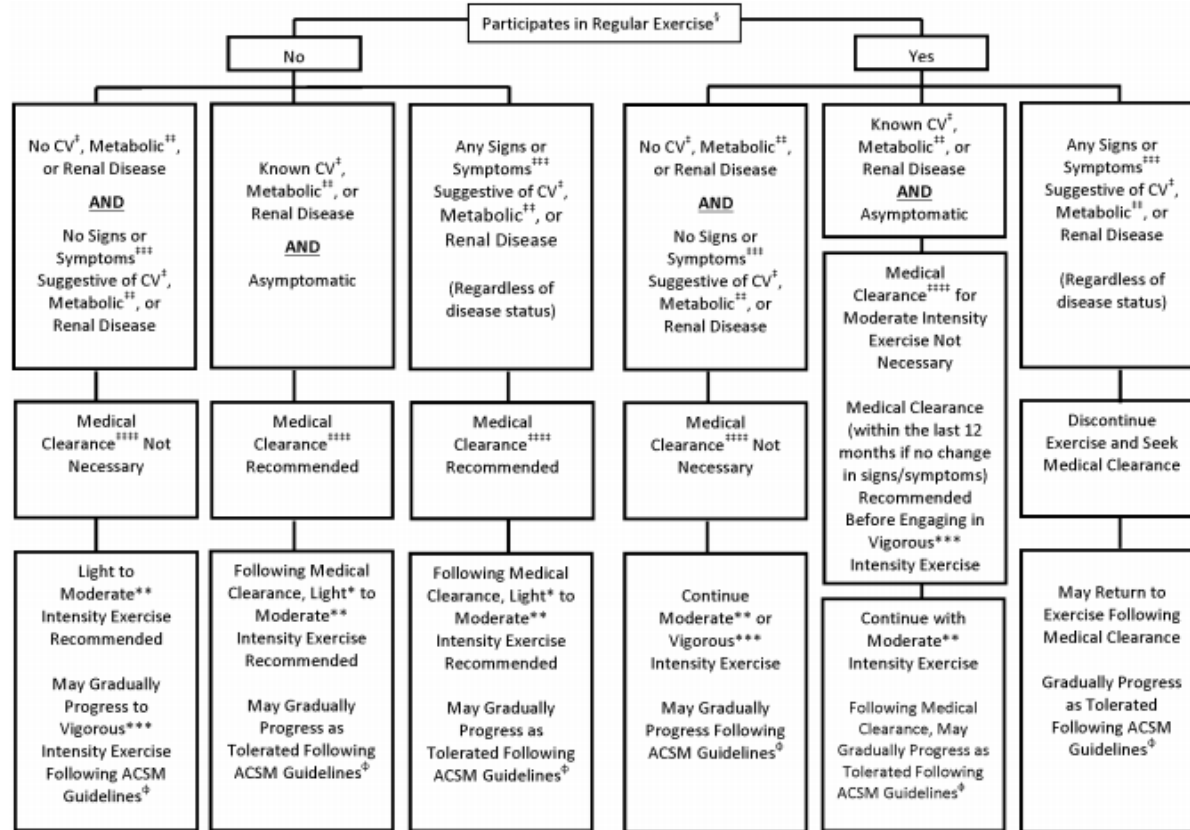 Participates in Regular Exercise§
No
Yes
No CV‡, Metabolic‡‡,
or Renal Disease
AND
No Signs or
Symptoms‡‡‡
Suggestive of CV‡,
Metabolic‡‡, or
Renal Disease
Known CV‡,
Metabolic‡‡, or
Renal Disease
AND
Asymptomatic
Any Signs or
Symptoms‡‡‡
Suggestive of CV‡,
Metabolic‡‡, or
Renal Disease
(Regardless of
disease status)
No CV‡, Metabolic‡‡,
or Renal Disease
AND
No Signs or
Symptoms‡‡‡
Suggestive of CV‡,
Metabolic‡‡, or
Renal Disease
Known CV‡,
Metabolic‡‡, or
Renal Disease
AND
Asymptomatic
Any Signs or
Symptoms‡‡‡
Suggestive of CV‡,
Metabolic‡‡, or
Renal Disease
(Regardless of
disease status)
Medical
Clearance‡‡‡‡ Not
Necessary
Medical
Clearance‡‡‡‡
Recommended
Medical
Clearance‡‡‡‡
Recommended
Medical
Clearance‡‡‡‡ Not
Necessary
Medical
Clearance‡‡‡‡ for
Moderate Intensity
Exercise Not
Necessary
Medical Clearance
(within the last 12
months if no change
in signs/symptoms)
Recommended
Before Engaging in
Vigorous***
Intensity Exercise
Discontinue
Exercise and Seek
Medical Clearance
Light to
Moderate**
Intensity Exercise
Recommended
May Gradually
Progress to
Vigorous***
Intensity Exercise
Following ACSM
Guidelinesᶲ
Following Medical
Clearance, Light* to
Moderate**
Intensity Exercise
Recommended
May Gradually
Progress as
Tolerated Following
ACSM Guidelinesᶲ
Following Medical
Clearance, Light* to
Moderate**
Intensity Exercise
Recommended
May Gradually
Progress as
Tolerated Following
ACSM Guidelinesᶲ
Continue
Moderate** or
Vigorous***
Intensity Exercise
May Gradually
Progress Following
ACSM Guidelinesᶲ
Continue with
Moderate**
Intensity Exercise
Following Medical
Clearance, May
Gradually Progress as
Tolerated Following
ACSM Guidelinesᶲ
May Return to
Exercise Following
Medical Clearance
Gradually Progress
as Tolerated
Following ACSM
Guidelinesᶲ